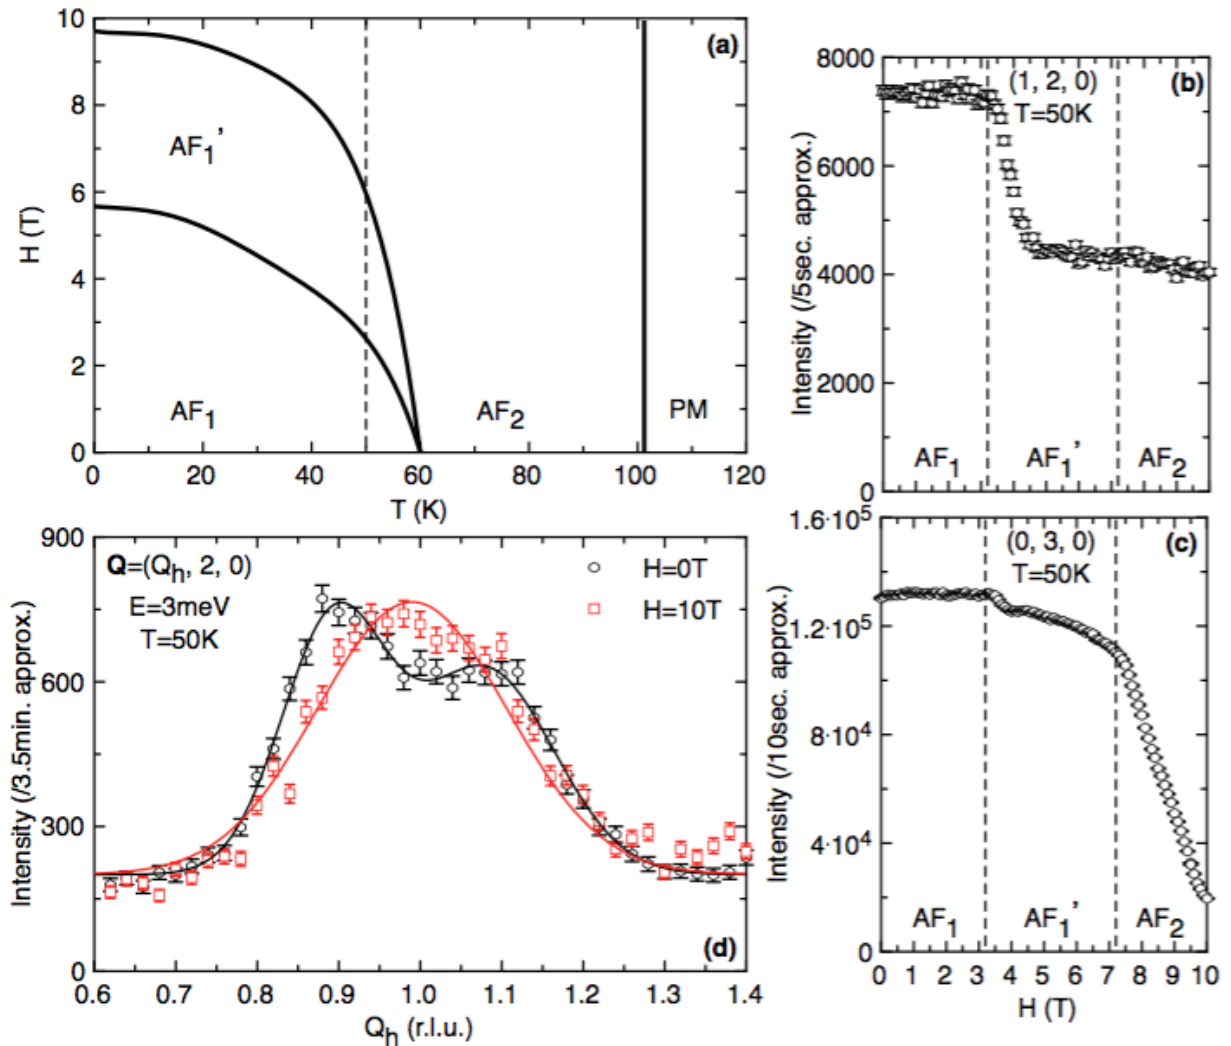 (a)
10
8
6
4
2
0
H (T)
AF1'
AF1
AF2
PM
0 20 40 60 80 100 120
T (K)
(b)
(1, 2, 0)
T=50K
8000
6000
4000
2000
0
Intensity (/5sec. approx.)
AF1 AF1' AF2
(c)
(0, 3, 0)
T=50K
1.6·10^5
1.2·10^5
8·10^4
4·10^4
0
Intensity (/10sec. approx.)
AF1 AF1' AF2
0 1 2 3 4 5 6 7 8 9 10
H (T)
Q=(Qh, 2, 0)
E=3meV
T=50K
H=0T
H=10T
900
600
300
0
Intensity (/3.5min. approx.)
(d)
0.6 0.7 0.8 0.9 1.0 1.1 1.2 1.3 1.4
Qh (r.l.u.)